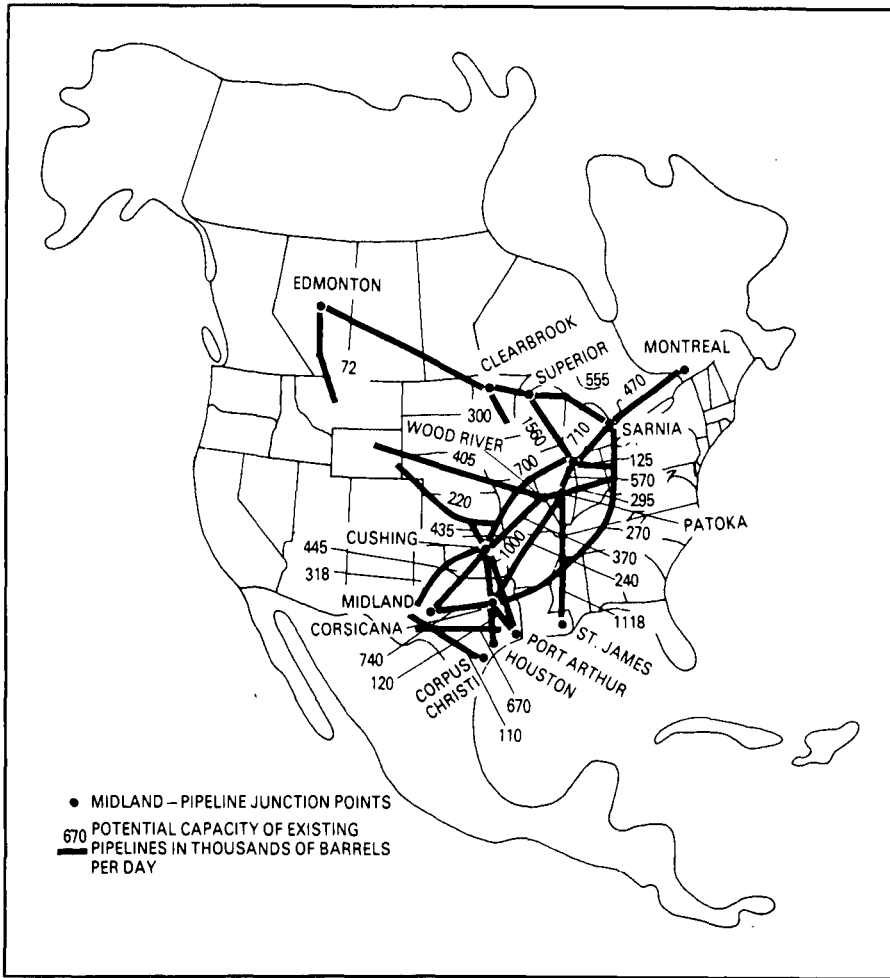 EDMONTON
CLEARBROOK
SUPERIOR
MONTREAL
555
470
72
300
1560
710
SARNIA
WOOD RIVER
405
700
125
570
295
220
PATOKA
435
270
CUSHING
1000
370
445
240
318
1118
MIDLAND
CORSICANA
ST. JAMES
PORT ARTHUR
HOUSTON
740
120
CORPUS
CHRISTI
670
110
● MIDLAND – PIPELINE JUNCTION POINTS
670 POTENTIAL CAPACITY OF EXISTING
PIPELINES IN THOUSANDS OF BARRELS
PER DAY